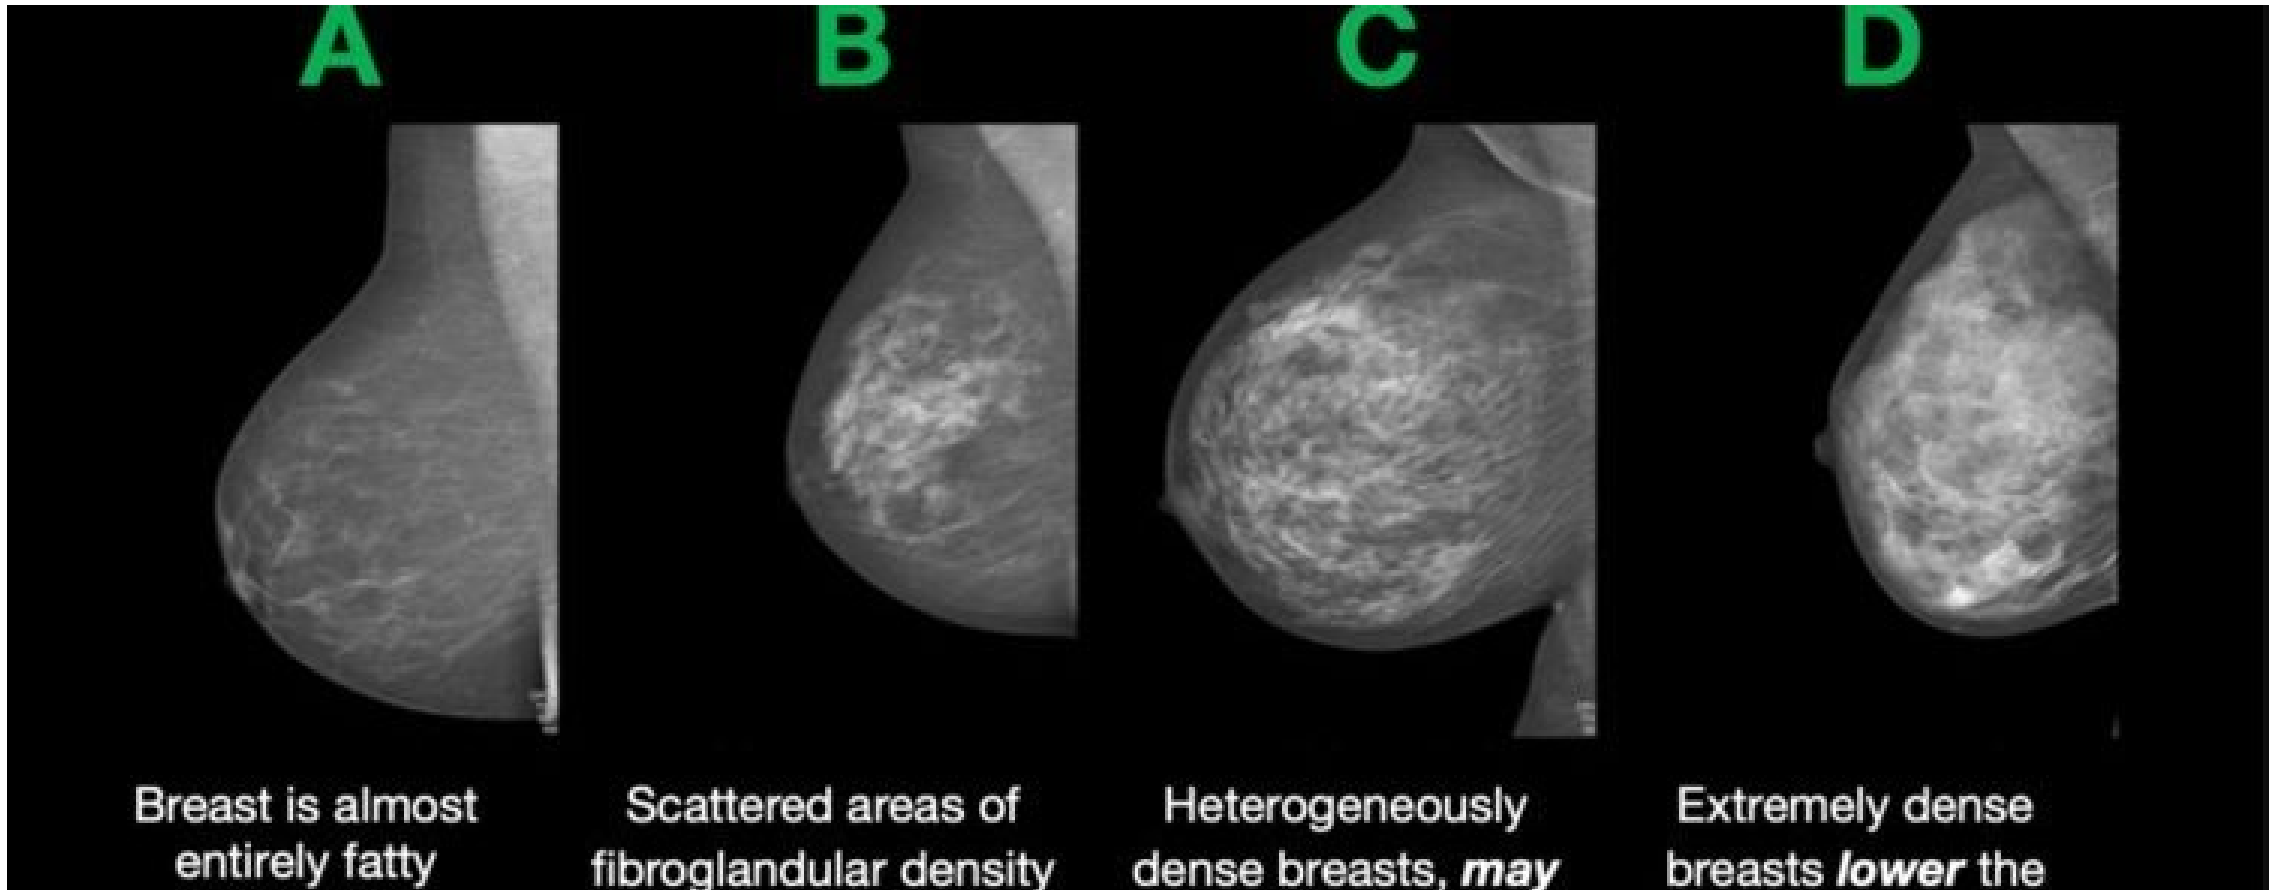 A
B
C
D
Breast is almost
entirely fatty
Scattered areas of
fibroglandular density
Heterogeneously
dense breasts, may
Extremely dense
breasts lower the